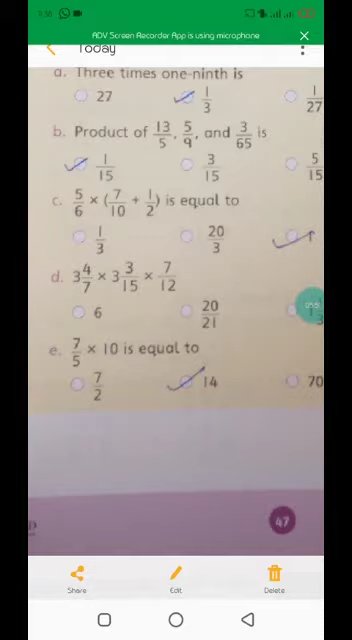 ADV Screen Recorder App is using microphone
Today
a. Three times one-ninth is
27 1/3 1/27
b. Product of 13/5, 5/9, and 3/65 is
1/15 3/15 5/15
c. 5/6 × (7/10 + 1/2) is equal to
1/3 20/3 1
d. 3 4/7 × 3 3/15 × 7/12
6 20/21
e. 7/5 × 10 is equal to
7/2 14 70
47
Share Edit Delete